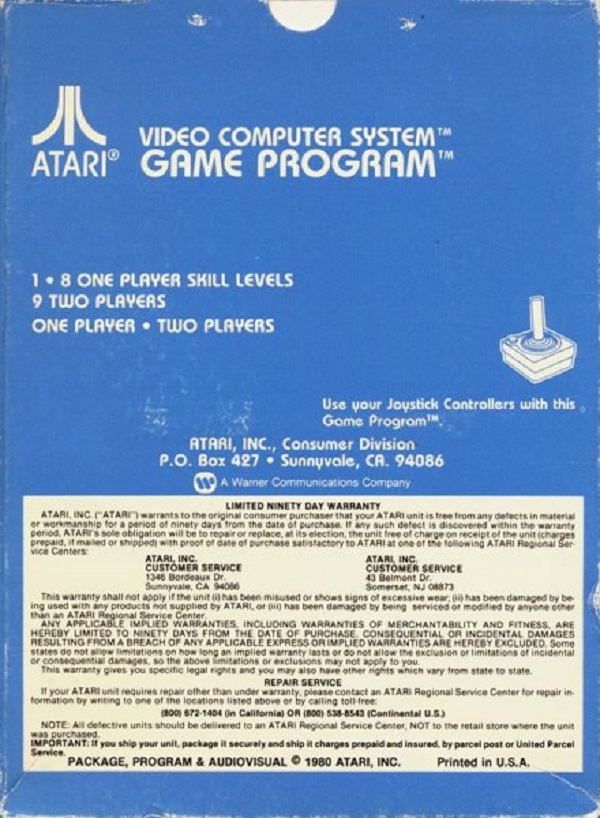 ATARI® VIDEO COMPUTER SYSTEM™
GAME PROGRAM™
1 • 8 ONE PLAYER SKILL LEVELS
9 TWO PLAYERS
ONE PLAYER • TWO PLAYERS
Use your Joystick Controllers with this
Game Program™.
ATARI, INC., Consumer Division
P.O. Box 427 • Sunnyvale, CA. 94086
A Warner Communications Company
LIMITED NINETY DAY WARRANTY
ATARI, INC. ("ATARI") warrants to the original consumer purchaser that your ATARI unit is free from any defects in material
or workmanship for a period of ninety days from the date of purchase. If any such defect is discovered within the warranty
period, ATARI's sole obligation will be to repair or replace, at its election, the unit free of charge on receipt of the unit (charges
prepaid, if mailed or shipped) with proof of date of purchase satisfactory to ATARI at one of the following ATARI Regional Ser-
vice Centers:
ATARI, INC.
CUSTOMER SERVICE
1346 Bordeaux Dr.
Sunnyvale, CA 94086
ATARI, INC.
CUSTOMER SERVICE
43 Belmont Dr.
Somerset, NJ 08873
This warranty shall not apply if the unit (i) has been misused or shows signs of excessive wear; (ii) has been damaged by be-
ing used with any products not supplied by ATARI, or (iii) has been damaged by being serviced or modified by anyone other
than an ATARI Regional Service Center.
ANY APPLICABLE IMPLIED WARRANTIES, INCLUDING WARRANTIES OF MERCHANTABILITY AND FITNESS, ARE
HEREBY LIMITED TO NINETY DAYS FROM THE DATE OF PURCHASE. CONSEQUENTIAL OR INCIDENTAL DAMAGES
RESULTING FROM A BREACH OF ANY APPLICABLE EXPRESS OR IMPLIED WARRANTIES ARE HEREBY EXCLUDED. Some
states do not allow limitations on how long an implied warranty lasts or do not allow the exclusion or limitations of incidental
or consequential damages, so the above limitations or exclusions may not apply to you.
This warranty gives you specific legal rights and you may also have other rights which vary from state to state.
REPAIR SERVICE
If your ATARI unit requires repair other than under warranty, please contact an ATARI Regional Service Center for repair in-
formation by writing to one of the locations listed above or by calling toll-free:
(800) 672-1404 (in California) OR (800) 538-8543 (Continental U.S.)
NOTE: All defective units should be delivered to an ATARI Regional Service Center, NOT to the retail store where the unit
was purchased.
IMPORTANT: If you ship your unit, package it securely and ship it charges prepaid and insured, by parcel post or United Parcel
Service.
PACKAGE, PROGRAM & AUDIOVISUAL © 1980 ATARI, INC. Printed in U.S.A.